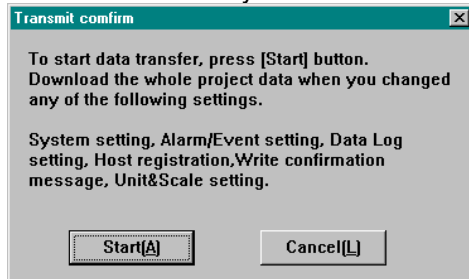 Transmit comfirm
To start data transfer, press [Start] button.
Download the whole project data when you changed
any of the following settings.
System setting, Alarm/Event setting, Data Log
setting, Host registration,Write confirmation
message, Unit&Scale setting.
Start(A) Cancel(L)